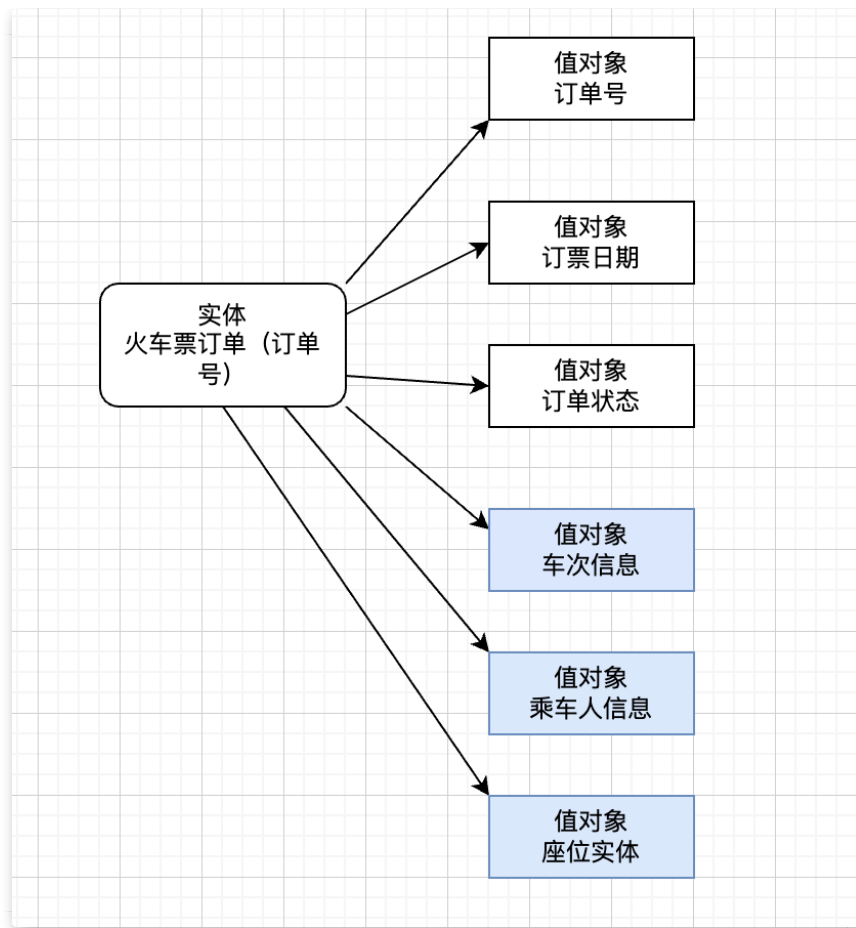 值对象
订单号
值对象
订票日期
实体
火车票订单（订单
号）
值对象
订单状态
值对象
车次信息
值对象
乘车人信息
值对象
座位实体